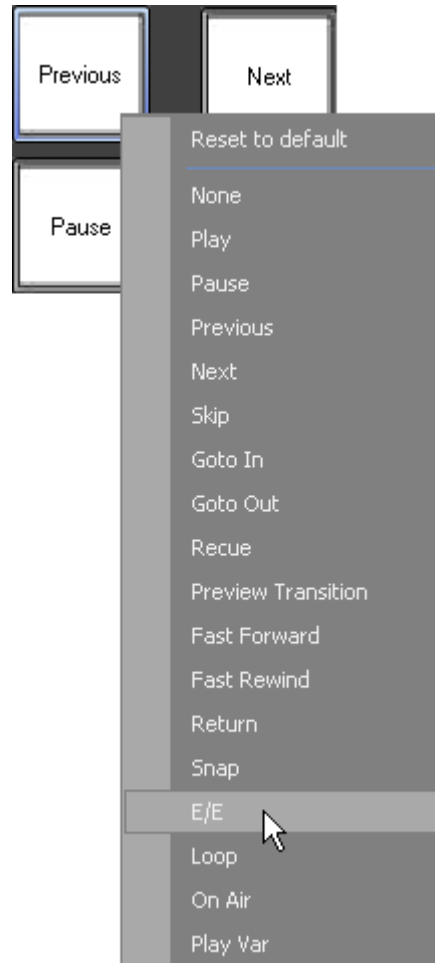 Previous
Next
Pause
Reset to default
None
Play
Pause
Previous
Next
Skip
Goto In
Goto Out
Recue
Preview Transition
Fast Forward
Fast Rewind
Return
Snap
E/E
Loop
On Air
Play Var